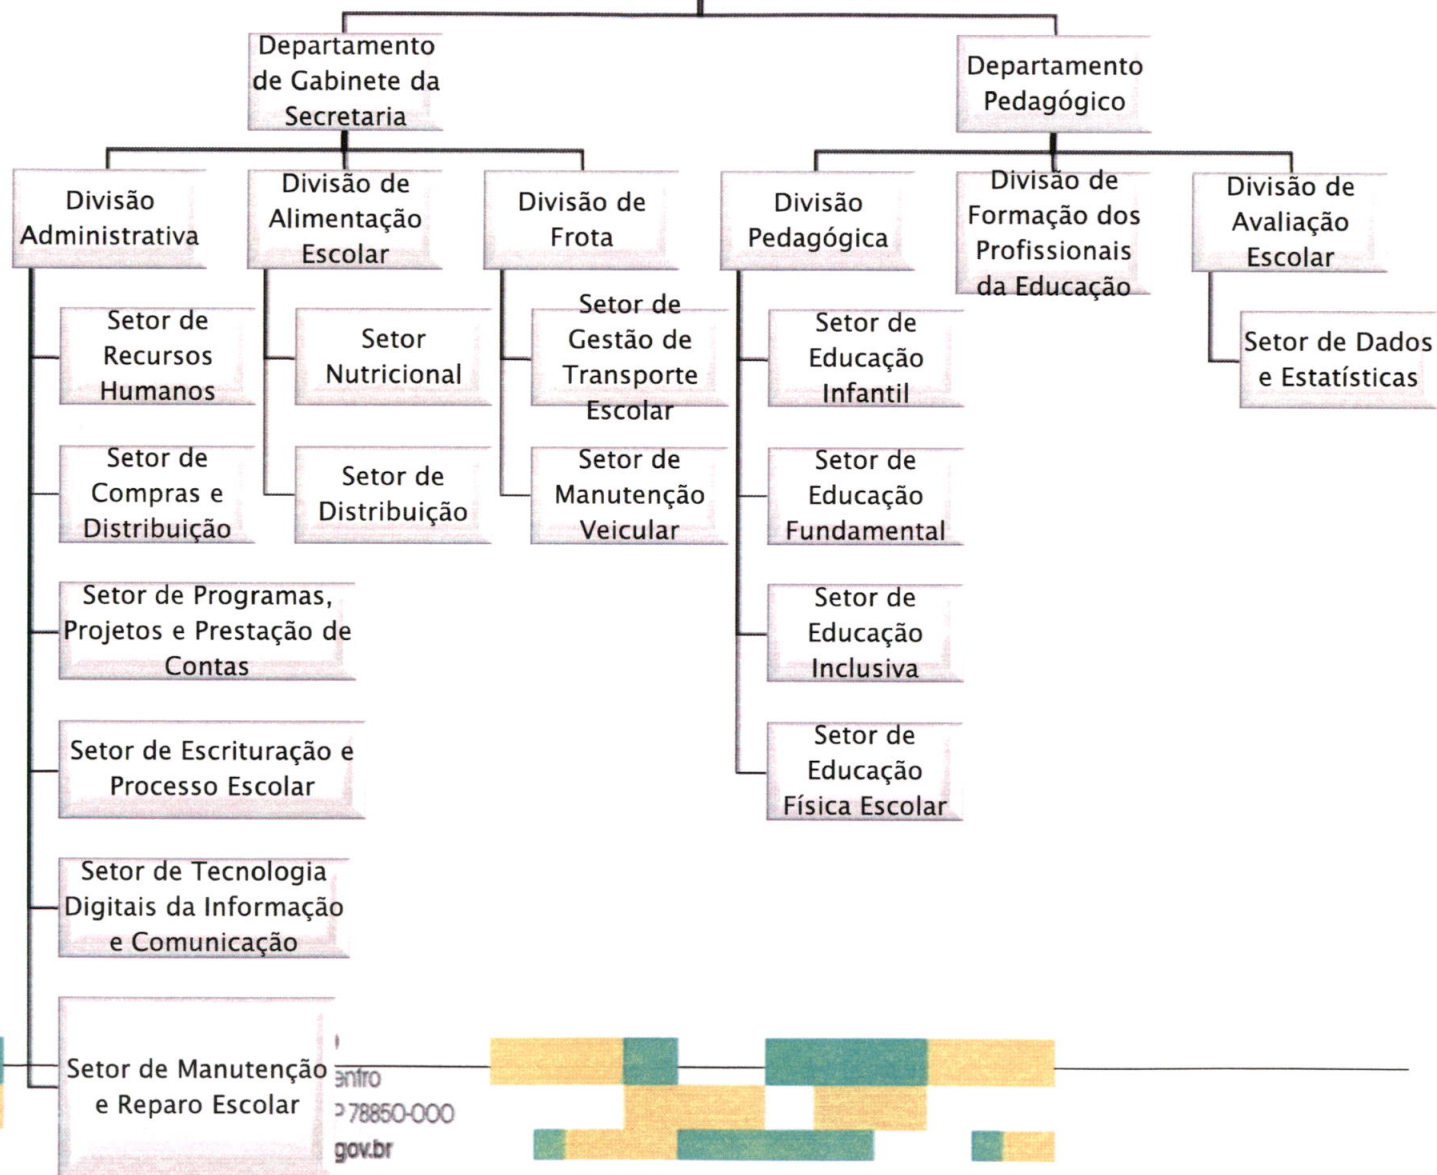 Departamento
de Gabinete da
Secretaria
Departamento
Pedagógico
Divisão
Administrativa
Divisão de
Alimentação
Escolar
Divisão de
Frota
Divisão
Pedagógica
Divisão de
Formação dos
Profissionais
da Educação
Divisão de
Avaliação
Escolar
Setor de
Recursos
Humanos
Setor
Nutricional
Setor de
Gestão de
Transporte
Escolar
Setor de
Educação
Infantil
Setor de Dados
e Estatísticas
Setor de
Compras e
Distribuição
Setor de
Distribuição
Setor de
Manutenção
Veicular
Setor de
Educação
Fundamental
Setor de Programas,
Projetos e Prestação de
Contas
Setor de
Educação
Inclusiva
Setor de Escrituração e
Processo Escolar
Setor de
Educação
Física Escolar
Setor de Tecnologia
Digitais da Informação
e Comunicação
Setor de Manutenção
e Reparo Escolar
entro
P 78850-000
gov.br